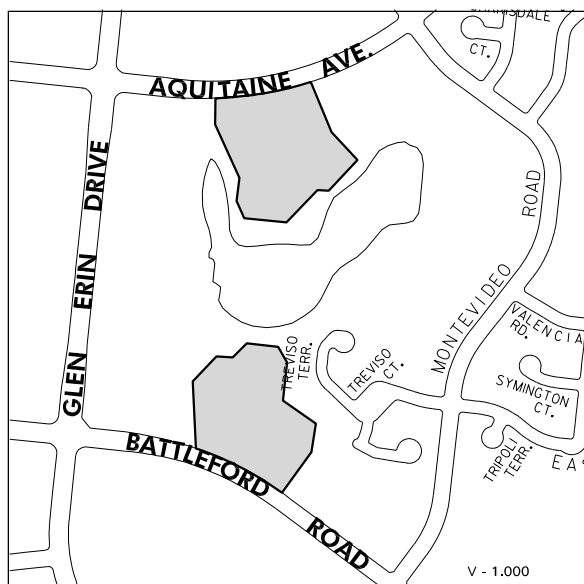 CT.
AQUITAINE AVE.
GLEN ERIN DRIVE
MONTEVIDEO ROAD
VALENCIA
RD.
TREVISO
TERR.
TREVISO
CT.
SYMINGTON
CT.
TRIPOLI
TERR.
BATTLEFORD ROAD
V - 1.000